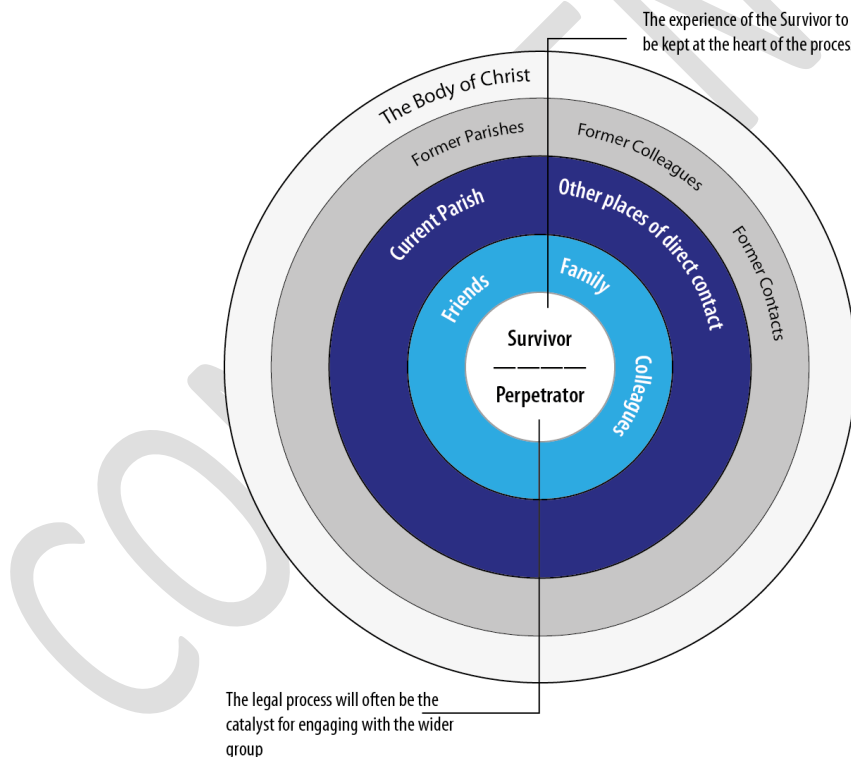 The experience of the Survivor to
be kept at the heart of the proces
The Body of Christ
Former Parishes
Former Colleagues
Former Contacts
Current Parish
Other places of direct contact
Friends
Family
Colleagues
Survivor
Perpetrator
The legal process will often be the
catalyst for engaging with the wider
group